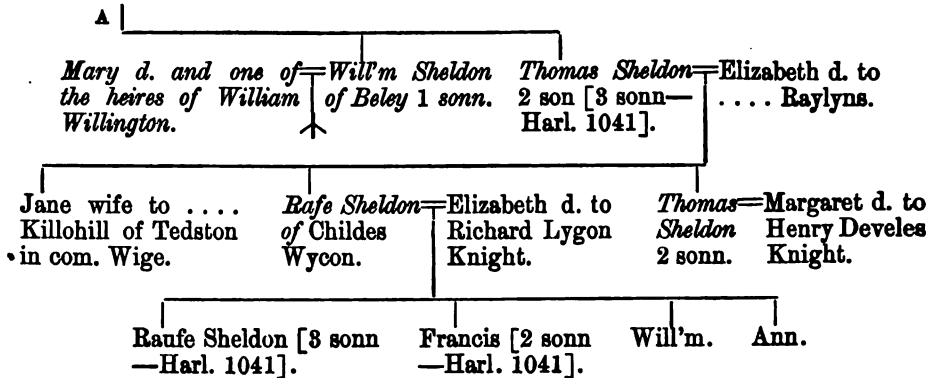 A
Mary d. and one of=Will'm Sheldon
the heires of William of Beley 1 sonn.
Willington.
Thomas Sheldon=Elizabeth d. to
2 son [3 sonn— .... Raylyns.
Harl. 1041].
Jane wife to ....
Killohill of Tedston
in com. Wige.
Rafe Sheldon=Elizabeth d. to
of Childes Richard Lygon
Wycon. Knight.
Thomas=Margaret d. to
Sheldon Henry Develes
2 sonn. Knight.
Raufe Sheldon [3 sonn
—Harl. 1041].
Francis [2 sonn
—Harl. 1041].
Will'm.
Ann.